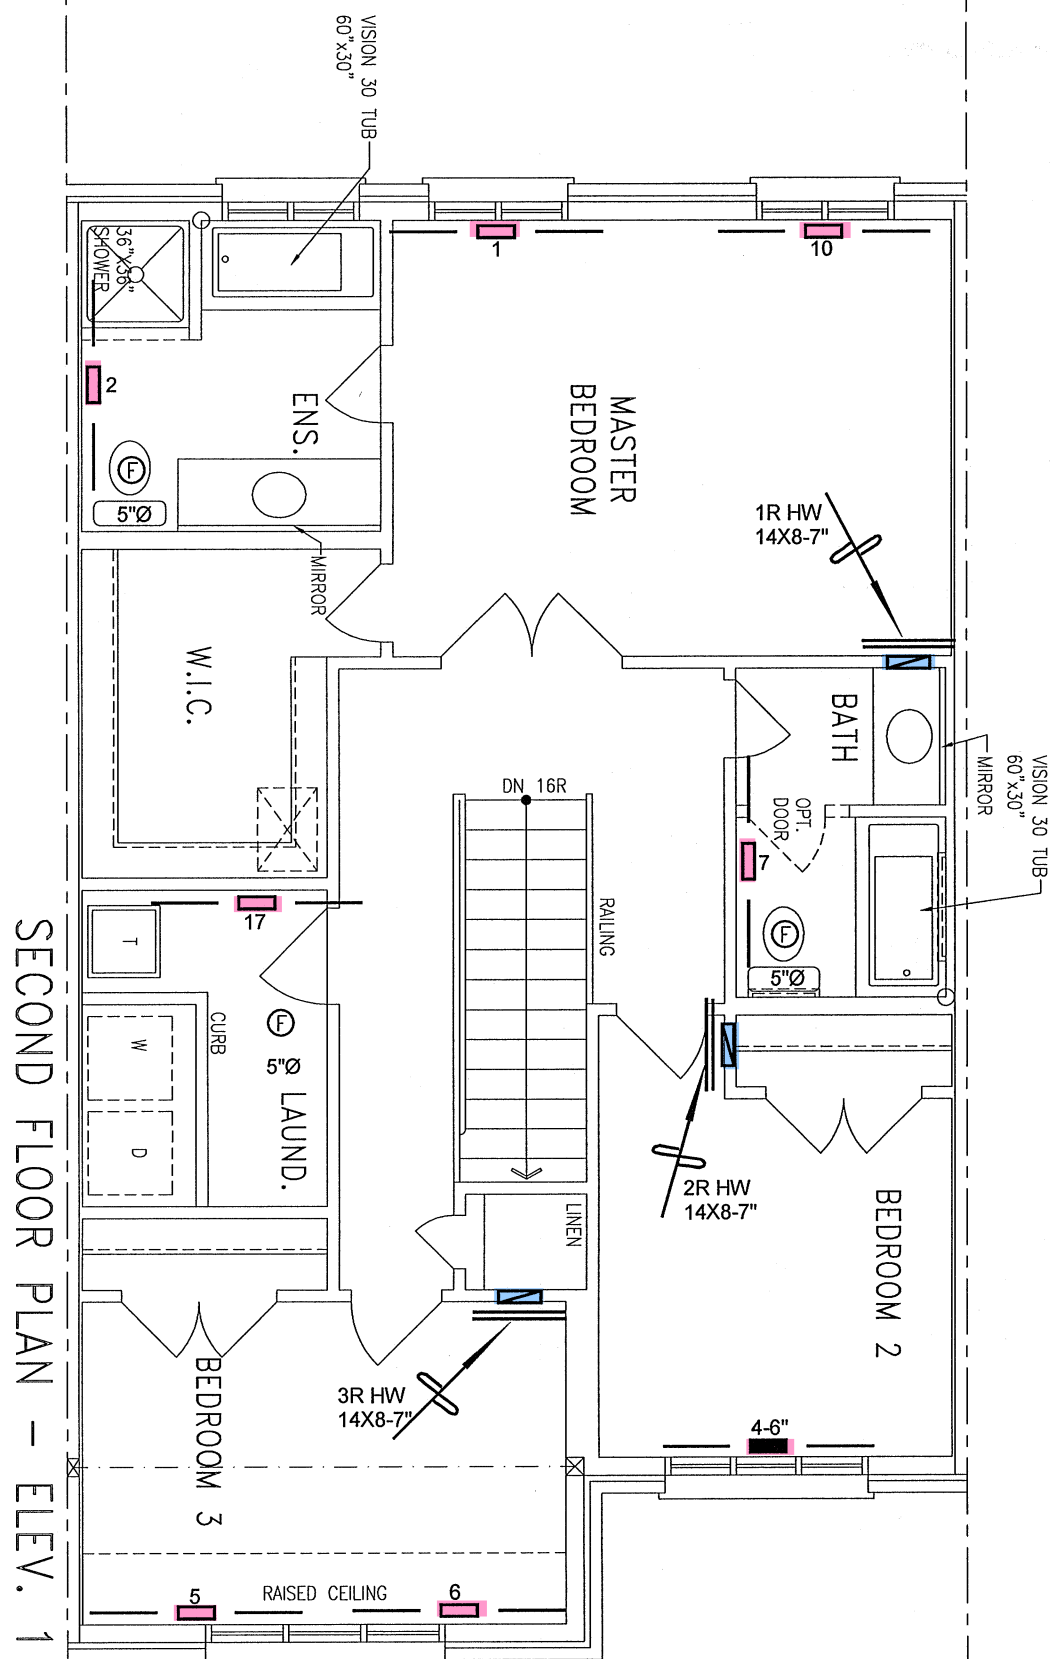 VISION 30 TUB
60"x30"
1
10
36"x36"
SHOWER
2
ENS.
F
5"Ø
MIRROR
MASTER
BEDROOM
1R HW
14X8-7"
W.I.C.
BATH
MIRROR
VISION 30 TUB
60"x30"
OPT.
DOOR
7
F
5"Ø
DN 16R
RAILING
17
T
CURB
W
D
F
5"Ø
LAUND.
LINEN
2R HW
14X8-7"
BEDROOM 2
4-6"
3R HW
14X8-7"
BEDROOM 3
5
RAISED CEILING
6
SECOND FLOOR PLAN - ELEV. 1